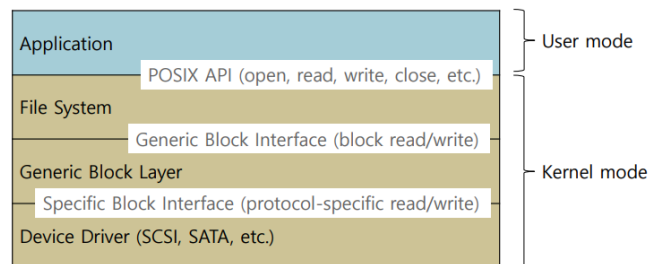 Application
User mode
POSIX API (open, read, write, close, etc.)
File System
Generic Block Interface (block read/write)
Generic Block Layer
Kernel mode
Specific Block Interface (protocol-specific read/write)
Device Driver (SCSI, SATA, etc.)